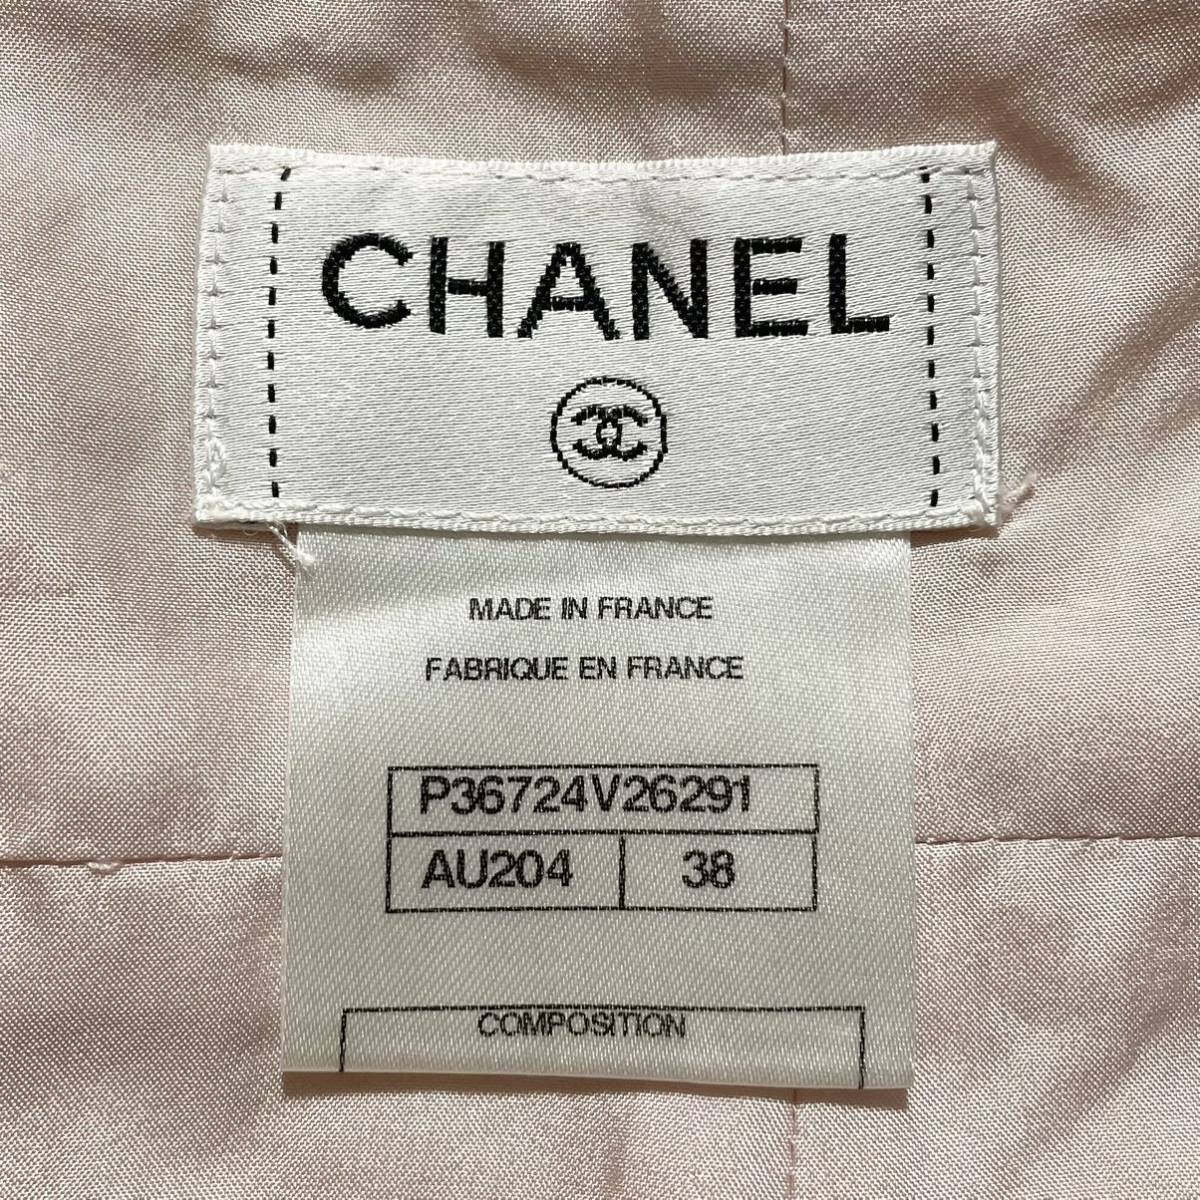 CHANEL
MADE IN FRANCE
FABRIQUE EN FRANCE
P36724V26291
AU204 38
COMPOSITION